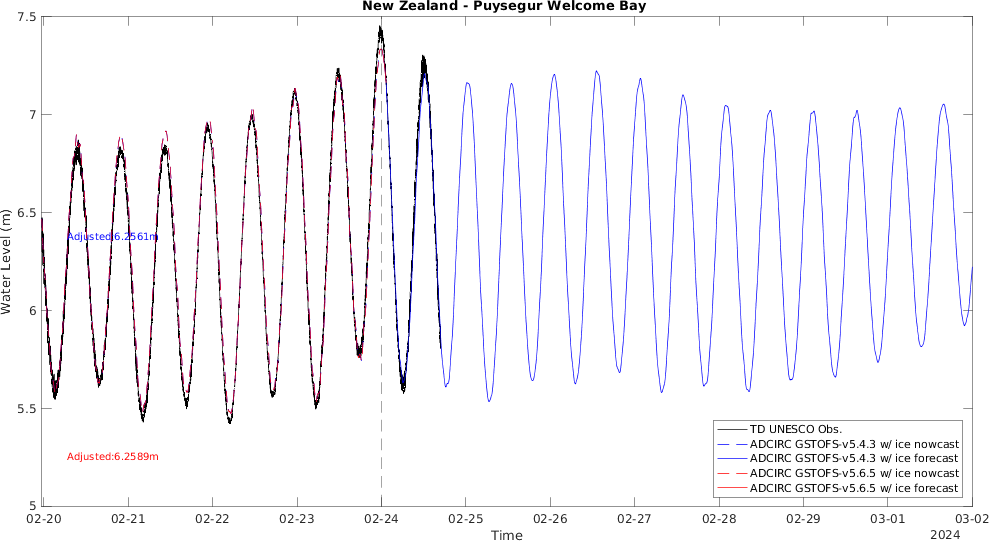 New Zealand - Puysegur Welcome Bay
Water Level (m)
7.5
7
6.5
6
5.5
5
Adjusted:6.2561m
Adjusted:6.2589m
TD UNESCO Obs.
ADCIRC GSTOFS-v5.4.3 w/ ice nowcast
ADCIRC GSTOFS-v5.4.3 w/ ice forecast
ADCIRC GSTOFS-v5.6.5 w/ ice nowcast
ADCIRC GSTOFS-v5.6.5 w/ ice forecast
02-20 02-21 02-22 02-23 02-24 02-25 02-26 02-27 02-28 02-29 03-01 03-02
Time
2024